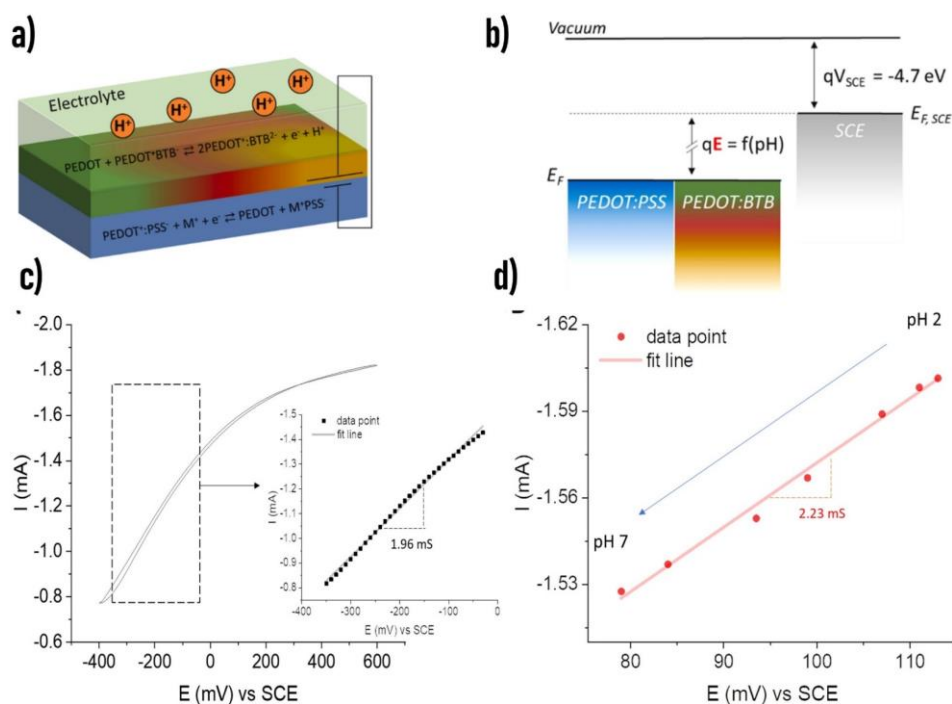 a)
Electrolyte
H⁺ H⁺ H⁺ H⁺ H⁺
PEDOT + PEDOT⁺BTB⁻ ⇌ 2PEDOT⁺:BTB²⁻ + e⁻ + H⁺
PEDOT⁺:PSS⁻ + M⁺ + e⁻ ⇌ PEDOT + M⁺PSS⁻
b)
Vacuum
qV_SCE = -4.7 eV
E_F, SCE
SCE
qE = f(pH)
E_F
PEDOT:PSS
PEDOT:BTB
c)
-2.0
-1.8
-1.6
-1.4
-1.2
-1.0
-0.8
-0.6
I (mA)
-400 -200 0 200 400 600
E (mV) vs SCE
-1.5
-1.4
-1.3
-1.2
-1.1
-1.0
-0.9
-0.8
-0.7
I (mA)
data point
fit line
1.96 mS
-400 -300 -200 -100 0
E (mV) vs SCE
d)
-1.62
-1.59
-1.56
-1.53
I (mA)
data point
fit line
pH 2
pH 7
2.23 mS
80 90 100 110
E (mV) vs SCE